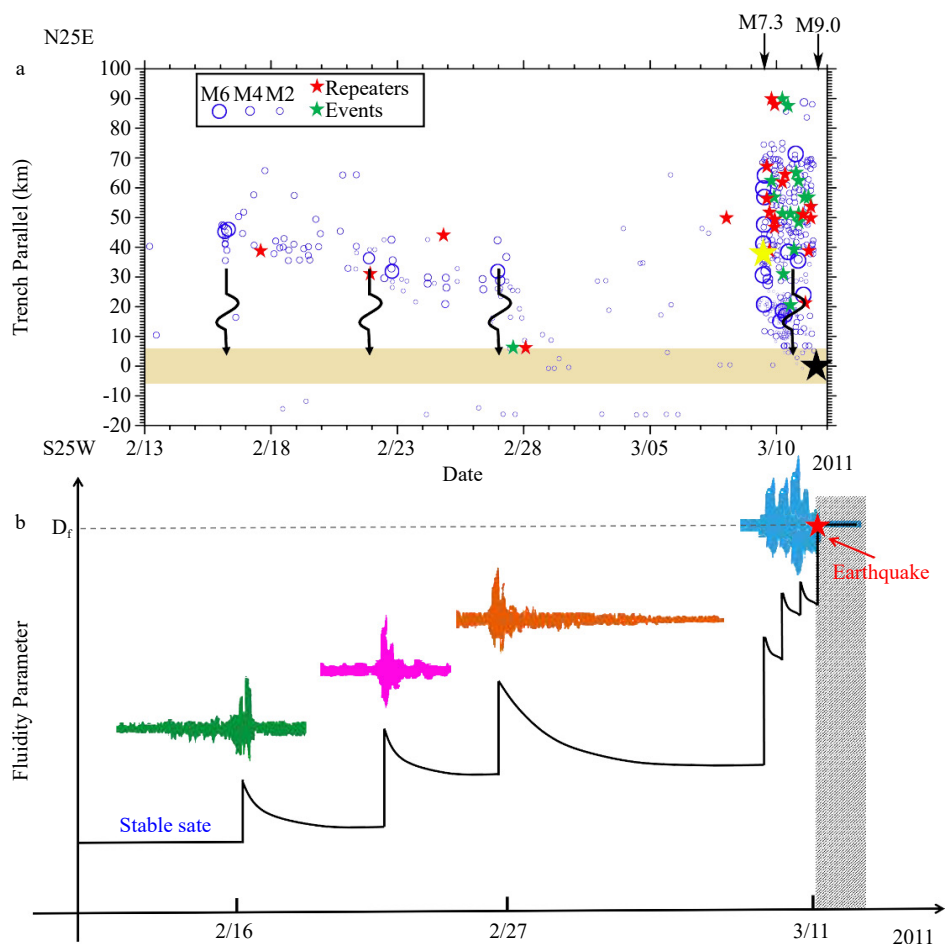 N25E
M7.3
M9.0
a
M6 M4 M2
Repeaters
Events
Trench Parallel (km)
100
90
80
70
60
50
40
30
20
10
0
-10
-20
S25W
2/13
2/18
2/23
2/28
3/05
3/10
Date
2011
b
Df
Earthquake
Fluidity Parameter
Stable sate
2/16
2/27
3/11
2011